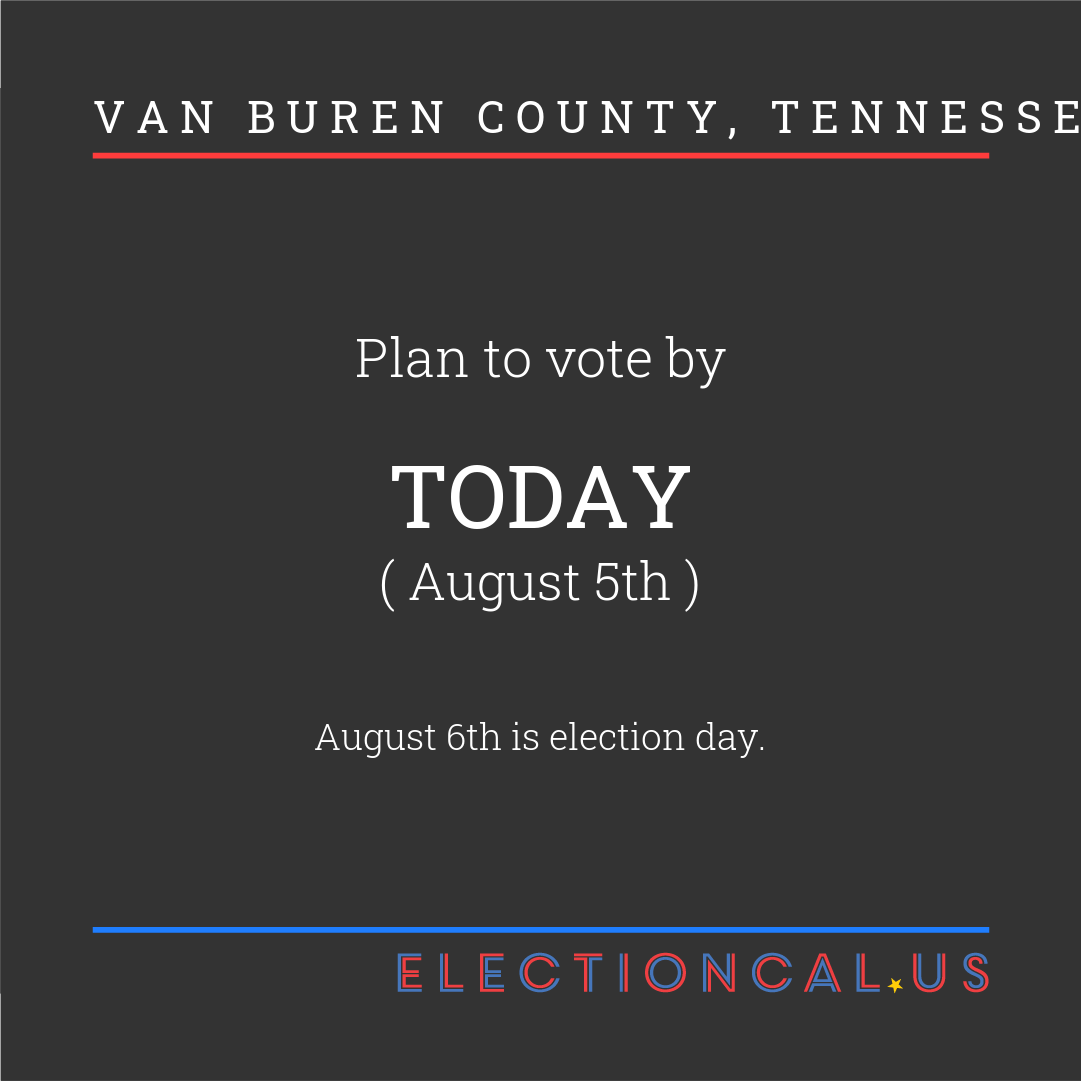 VAN BUREN COUNTY, TENNESSE
Plan to vote by
TODAY
( August 5th )
August 6th is election day.
ELECTIONCAL.US